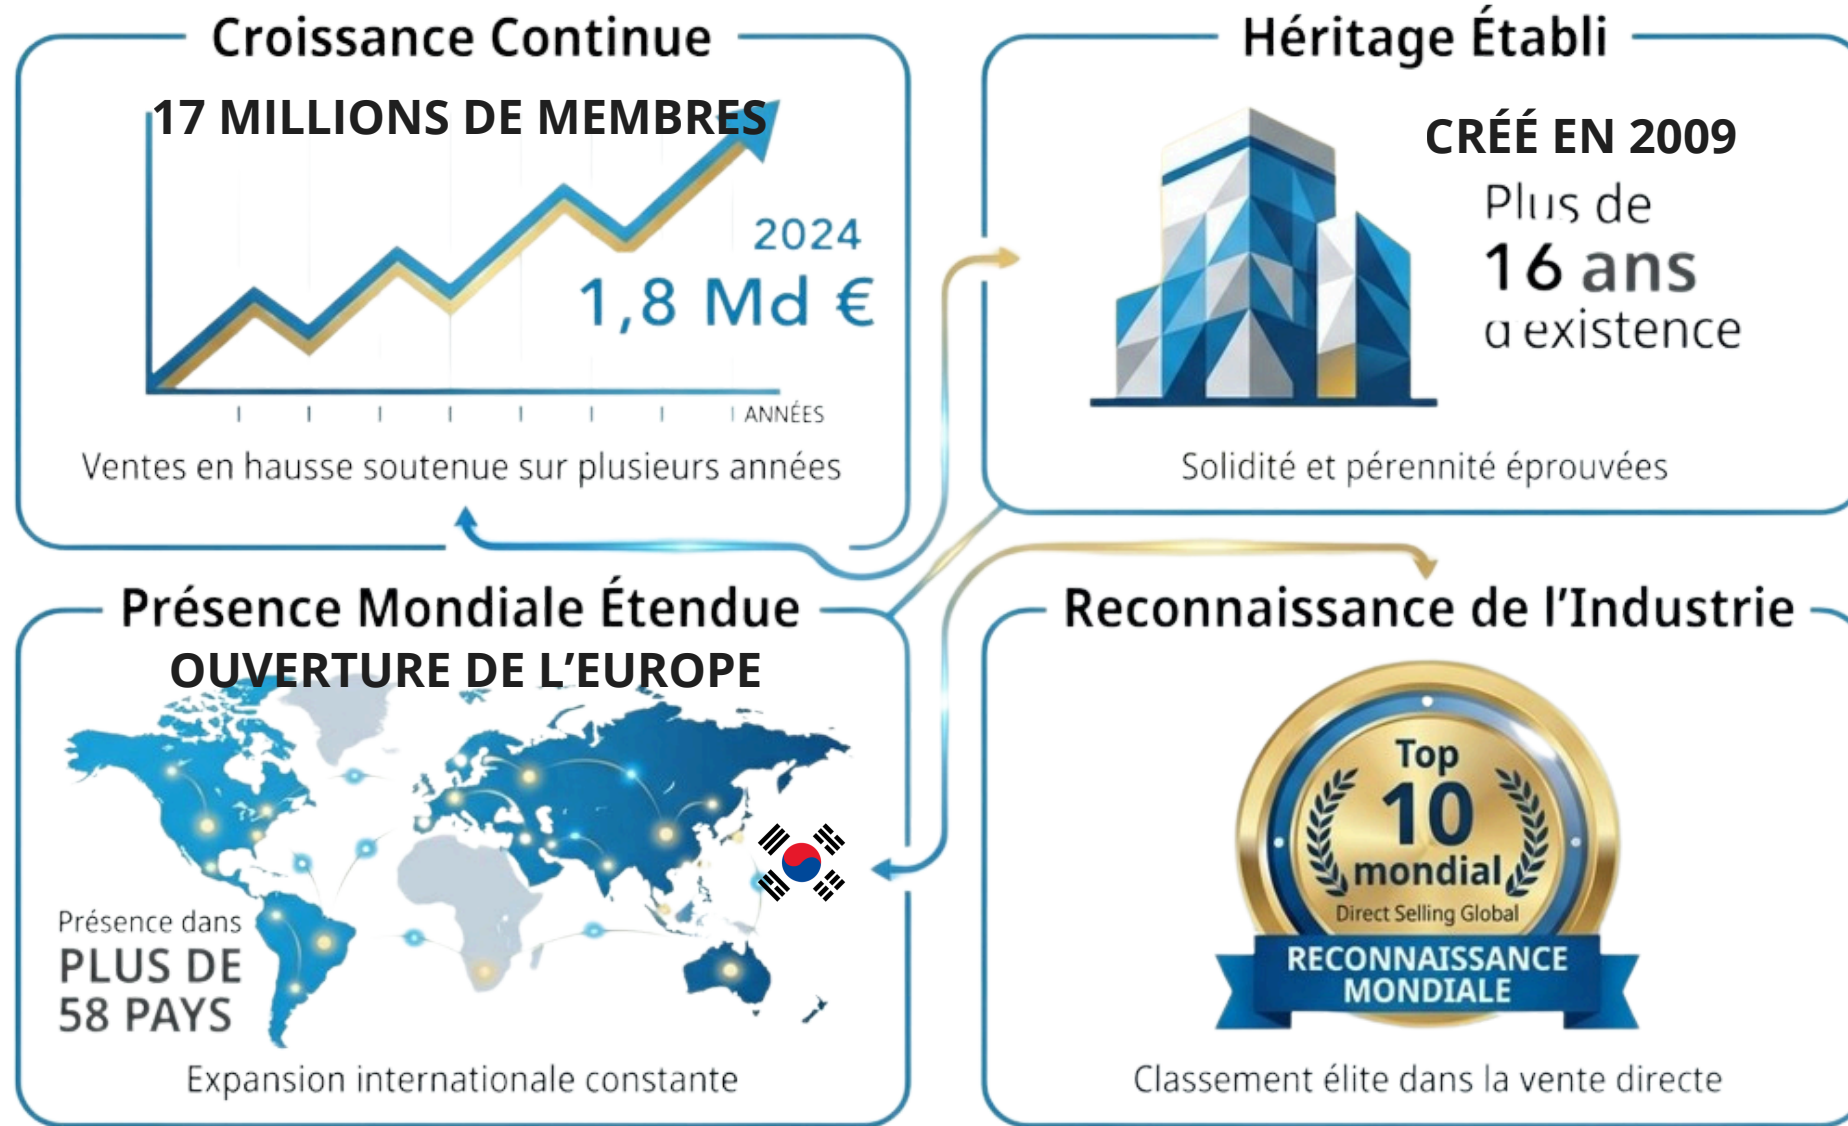 Croissance Continue
17 MILLIONS DE MEMBRES
2024
1,8 Md €
ANNÉES
Ventes en hausse soutenue sur plusieurs années
Héritage Établi
CRÉÉ EN 2009
Plus de
16 ans
d'existence
Solidité et pérennité éprouvées
Présence Mondiale Étendue
OUVERTURE DE L’EUROPE
Présence dans
PLUS DE
58 PAYS
Expansion internationale constante
Reconnaissance de l’Industrie
Top
10
mondial
Direct Selling Global
RECONNAISSANCE
MONDIALE
Classement élite dans la vente directe